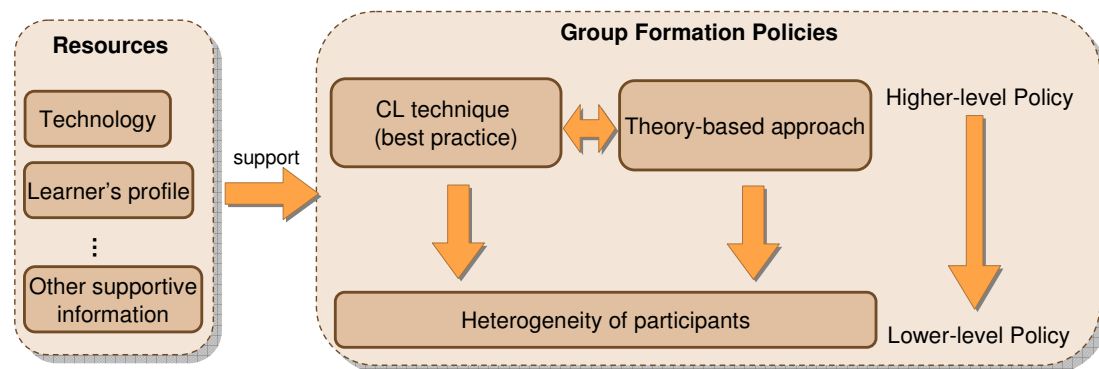 Resources
Technology
Learner's profile
⋮
Other supportive
information
support
Group Formation Policies
CL technique
(best practice)
Theory-based approach
Heterogeneity of participants
Higher-level Policy
Lower-level Policy